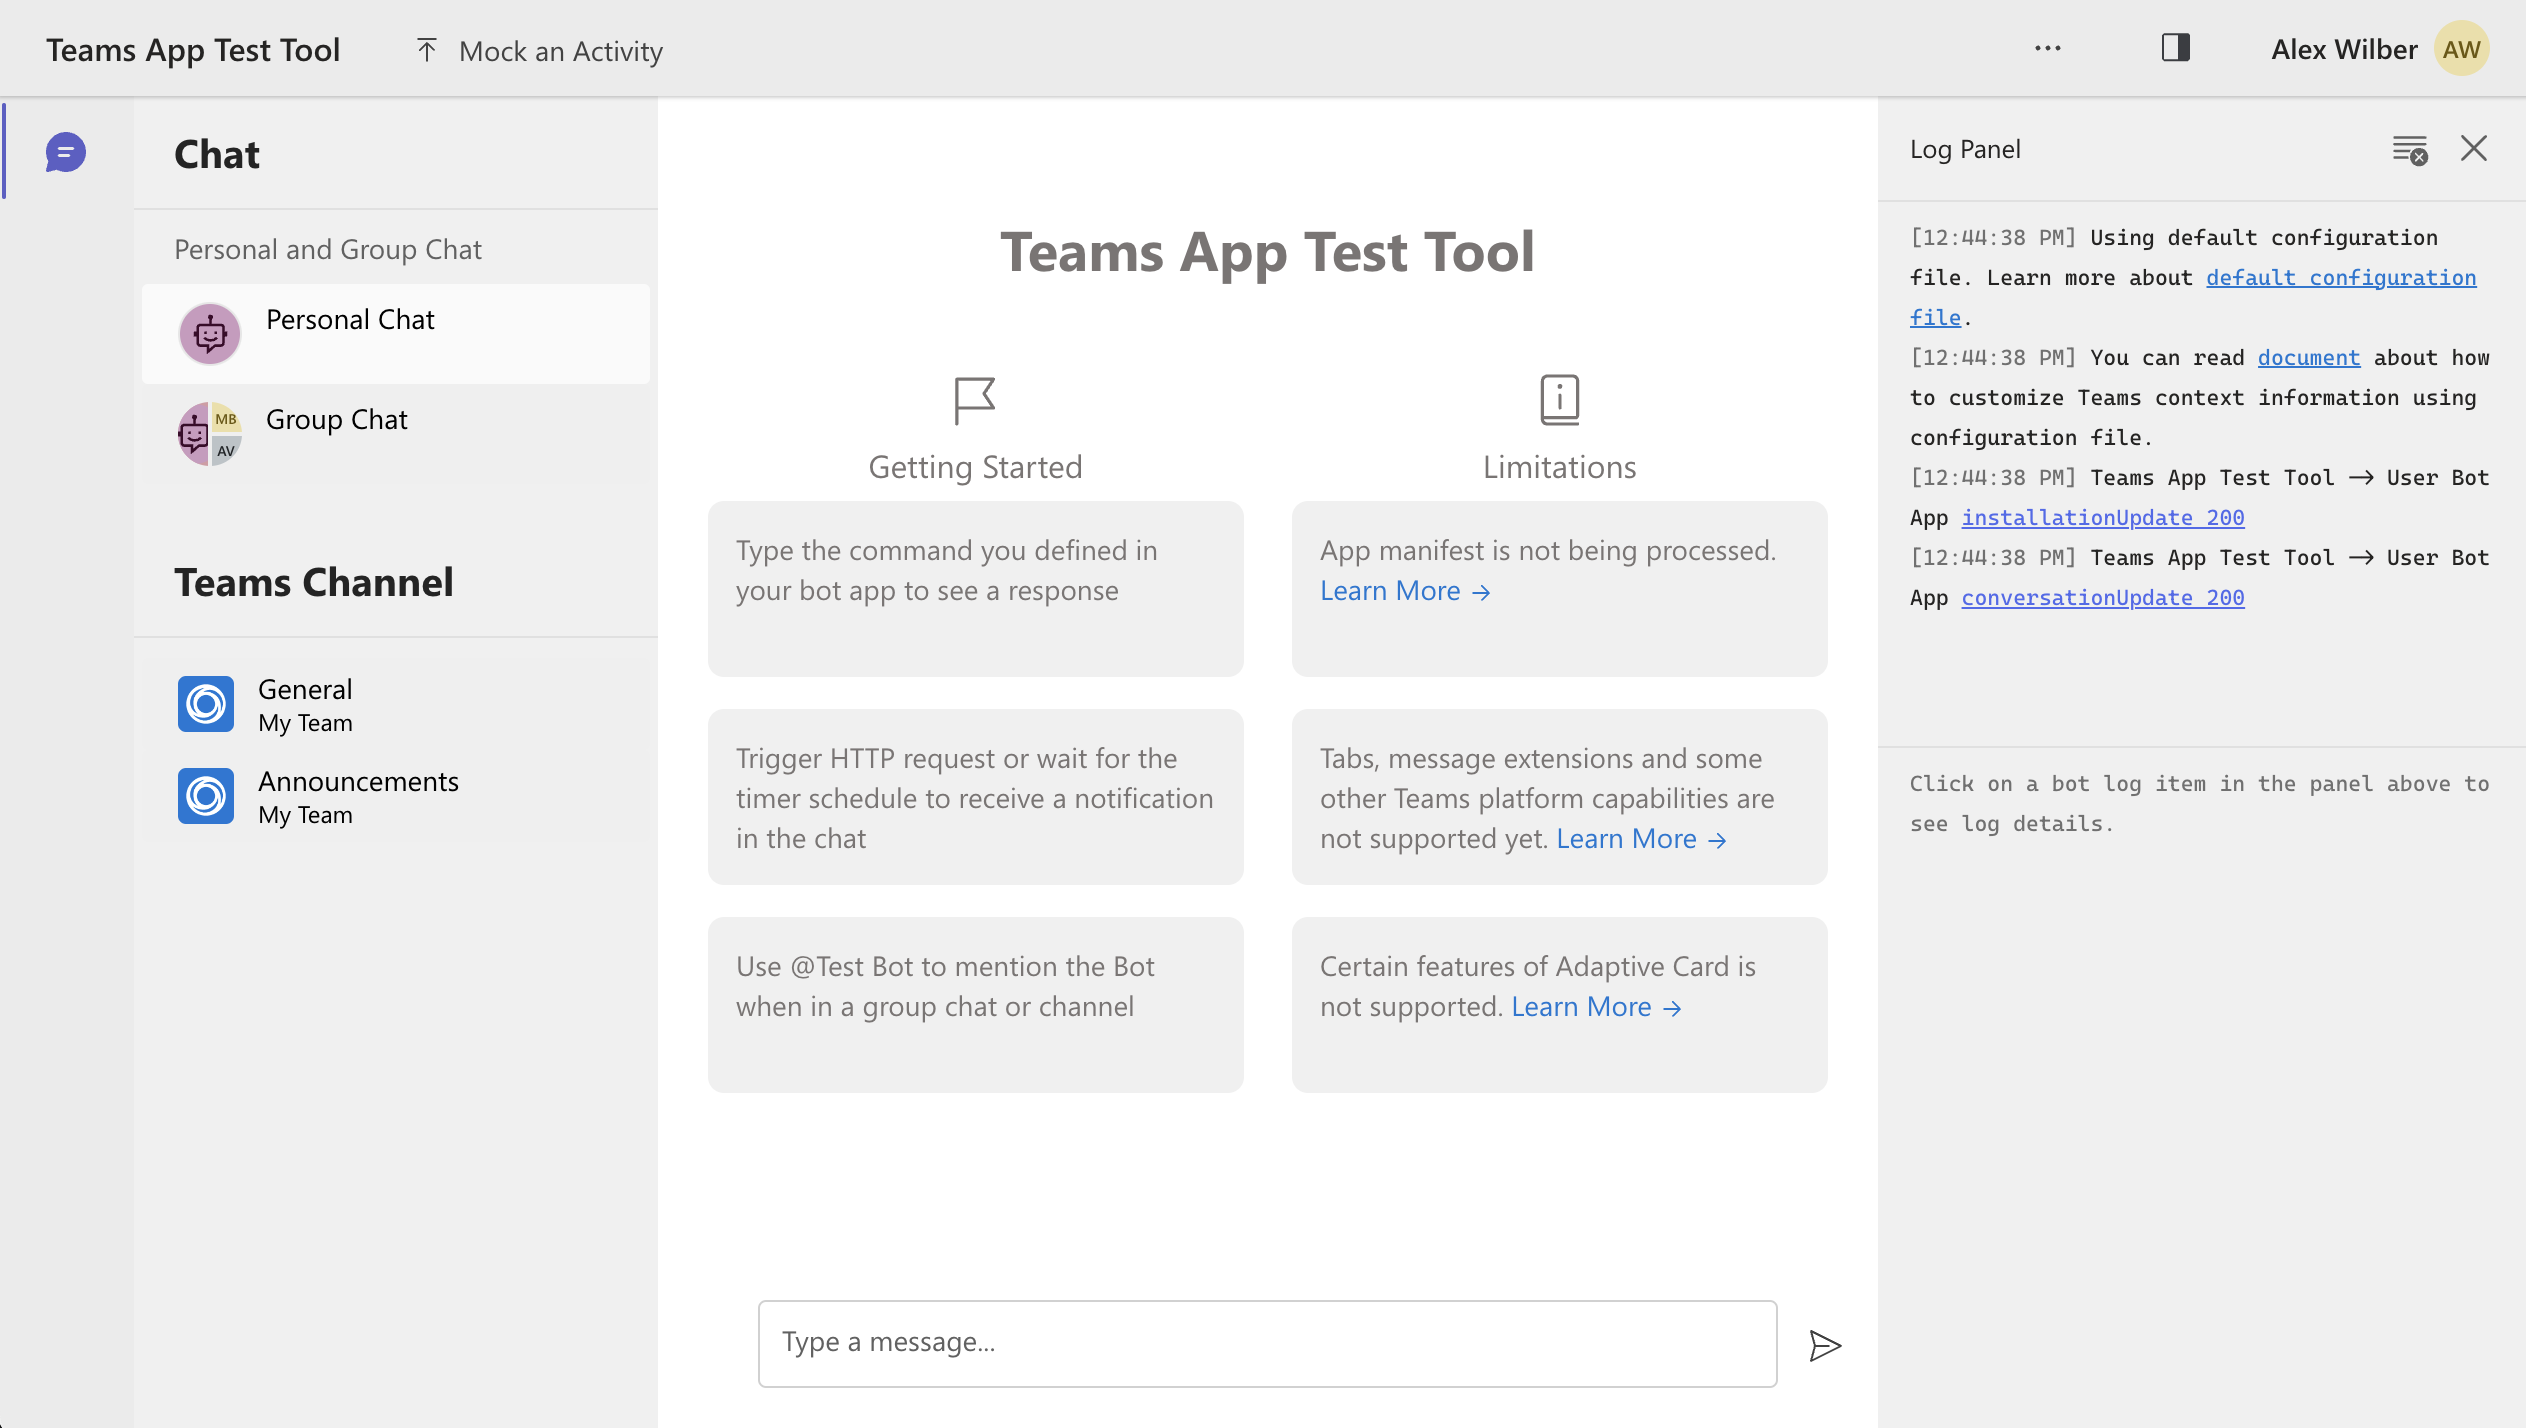 Teams App Test Tool
Mock an Activity
...
Alex Wilber
AW
Chat
Personal and Group Chat
Personal Chat
MB
AV
Group Chat
Teams Channel
General
My Team
Announcements
My Team
Teams App Test Tool
Getting Started
Type the command you defined in
your bot app to see a response
Trigger HTTP request or wait for the
timer schedule to receive a notification
in the chat
Use @Test Bot to mention the Bot
when in a group chat or channel
Limitations
App manifest is not being processed.
Learn More →
Tabs, message extensions and some
other Teams platform capabilities are
not supported yet. Learn More →
Certain features of Adaptive Card is
not supported. Learn More →
Type a message...
Log Panel
[12:44:38 PM] Using default configuration
file. Learn more about default configuration
file.
[12:44:38 PM] You can read document about how
to customize Teams context information using
configuration file.
[12:44:38 PM] Teams App Test Tool → User Bot
App installationUpdate 200
[12:44:38 PM] Teams App Test Tool → User Bot
App conversationUpdate 200
Click on a bot log item in the panel above to
see log details.